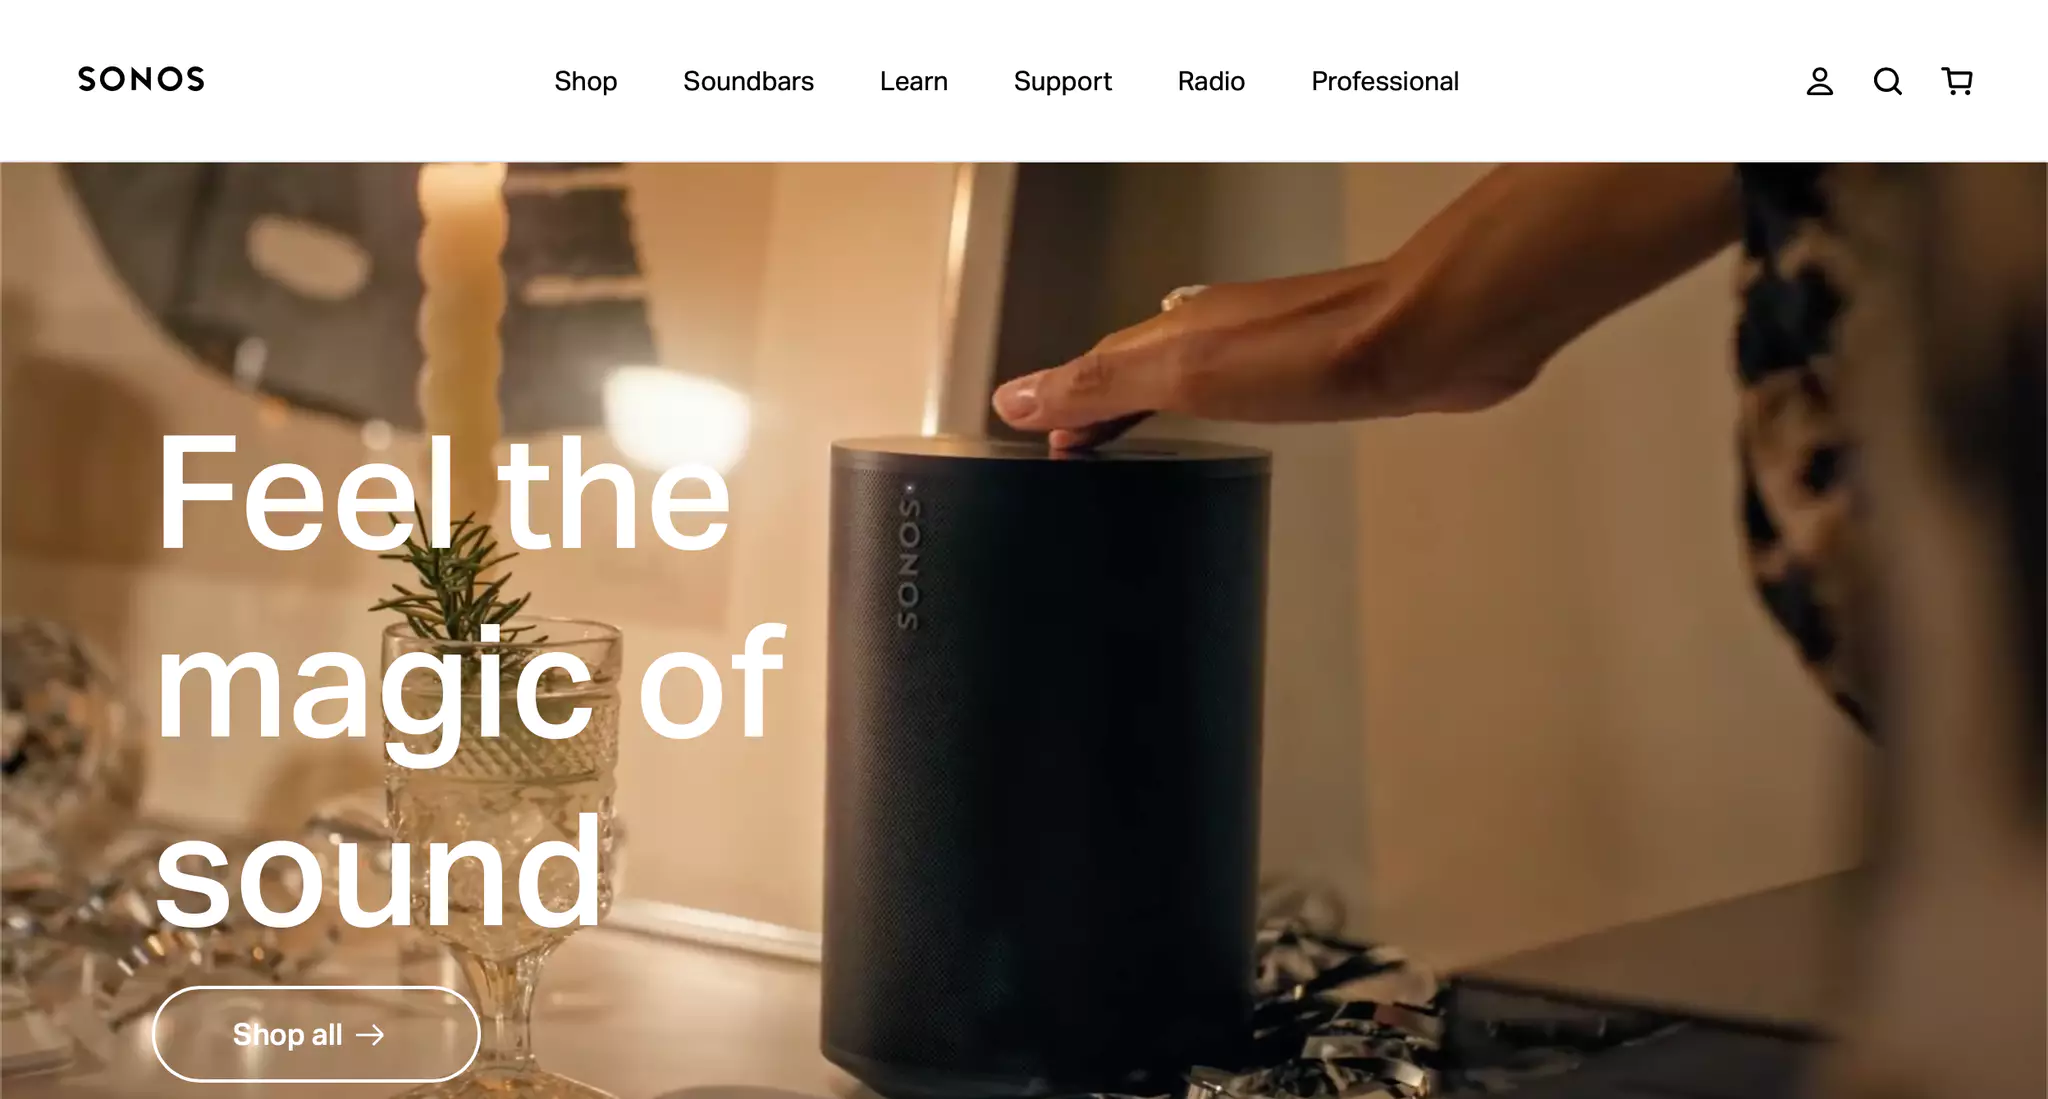 SONOS
Shop
Soundbars
Learn
Support
Radio
Professional
Feel the
magic of
sound
SONOS
Shop all →